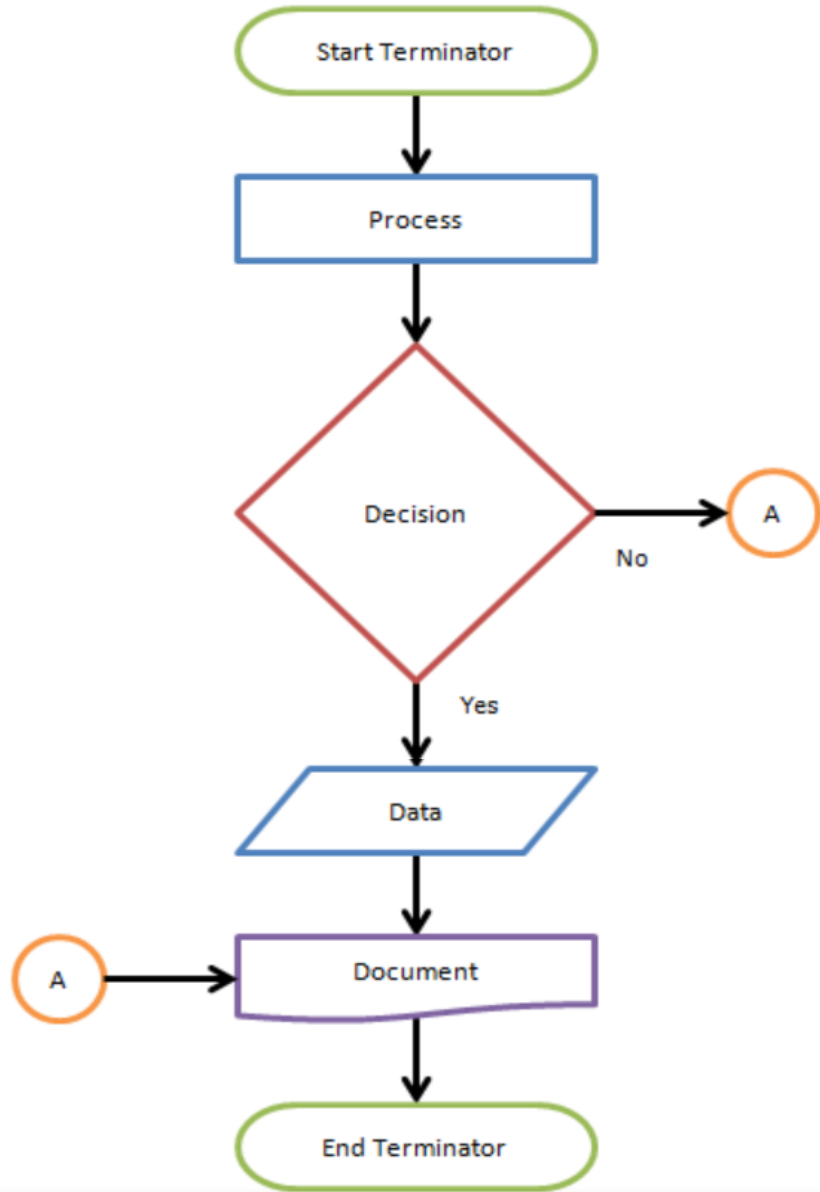 Start Terminator
Process
Decision
A
No
Yes
Data
A
Document
End Terminator